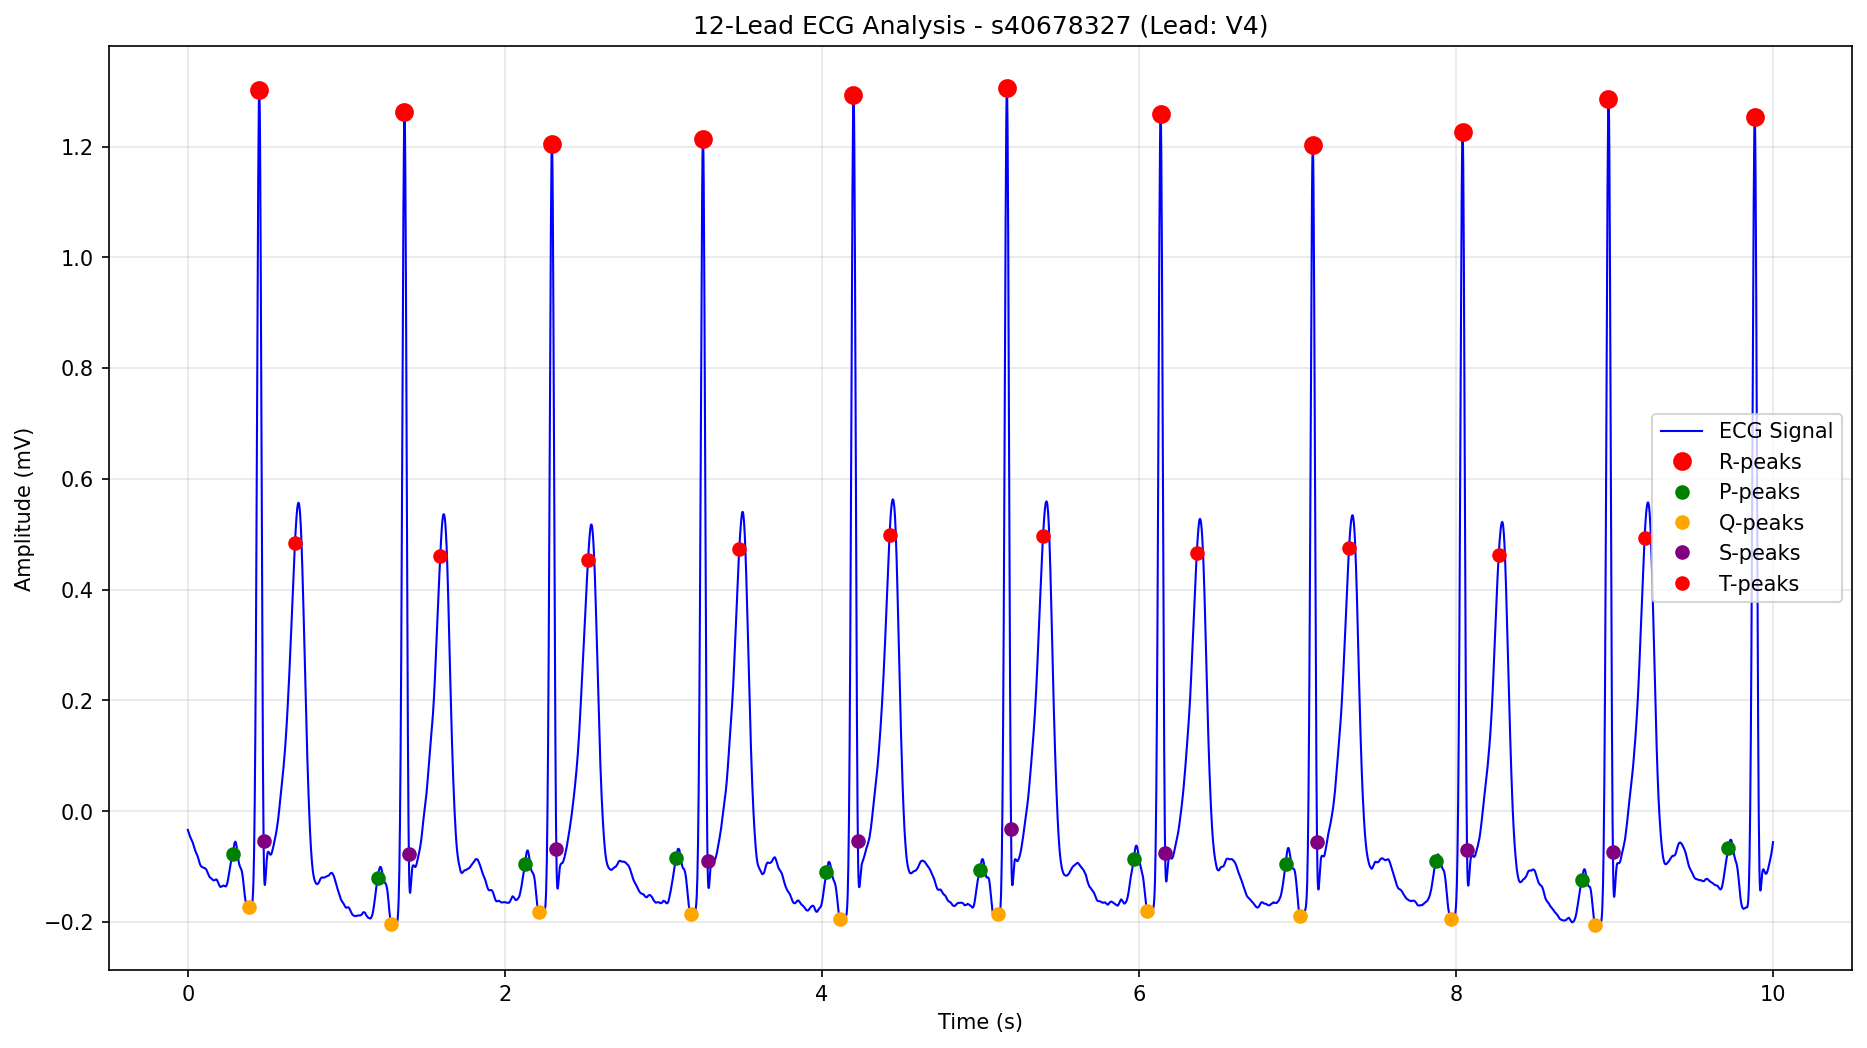 12-Lead ECG Analysis - s40678327 (Lead: V4)
Amplitude (mV)
1.2
1.0
0.8
0.6
0.4
0.2
0.0
−0.2
ECG Signal
R-peaks
P-peaks
Q-peaks
S-peaks
T-peaks
0 2 4 6 8 10
Time (s)